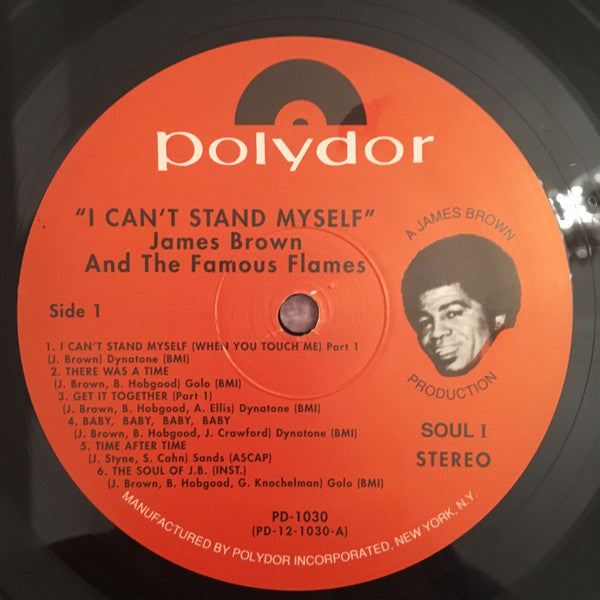 polydor
"I CAN'T STAND MYSELF"
James Brown
And The Famous Flames
A JAMES BROWN
PRODUCTION
Side 1
1. I CAN'T STAND MYSELF (WHEN YOU TOUCH ME) Part 1
(J. Brown) Dynatone (BMI)
2. THERE WAS A TIME
(J. Brown, B. Hobgood) Golo (BMI)
3. GET IT TOGETHER (Part 1)
(J. Brown, B. Hobgood, A. Ellis) Dynatone (BMI)
4. BABY, BABY, BABY, BABY
(J. Brown, B. Hobgood, J. Crawford) Dynatone (BMI)
5. TIME AFTER TIME
(J. Styne, S. Cahn) Sands (ASCAP)
6. THE SOUL OF J.B. (INST.)
(J. Brown, B. Hobgood, G. Knochelman) Golo (BMI)
SOUL I
STEREO
PD-1030
(PD-12-1030-A)
MANUFACTURED BY POLYDOR INCORPORATED, NEW YORK, N.Y.